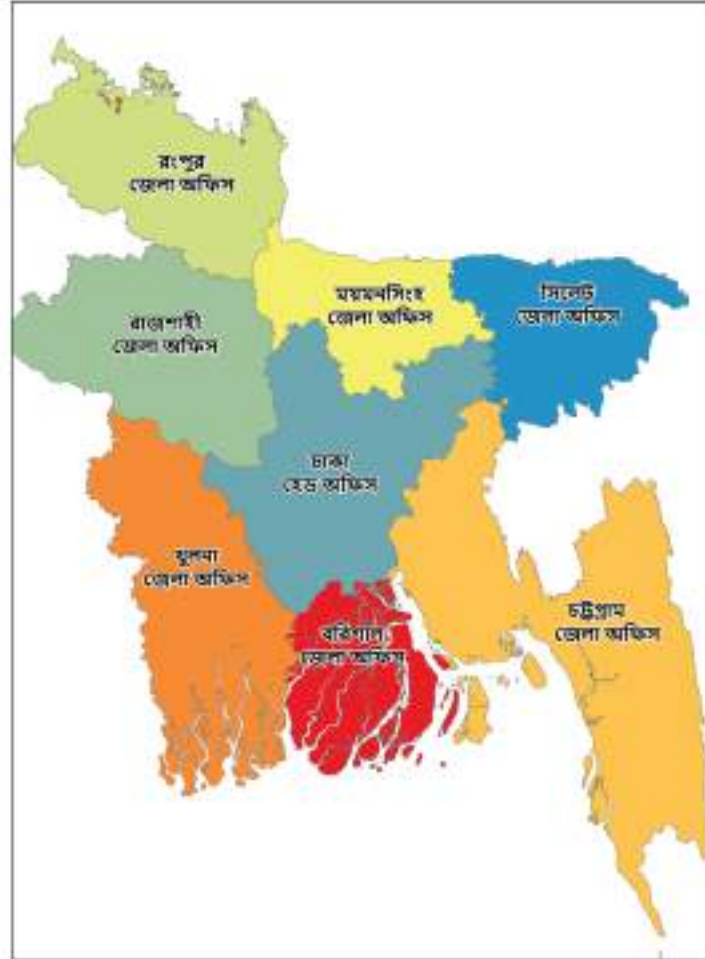 রংপুর
জেলা অফিস
ময়মনসিংহ
জেলা অফিস
সিলেট
জেলা অফিস
রাজশাহী
জেলা অফিস
ঢাকা
হেড অফিস
খুলনা
জেলা অফিস
বরিশাল
জেলা অফিস
চট্টগ্রাম
জেলা অফিস